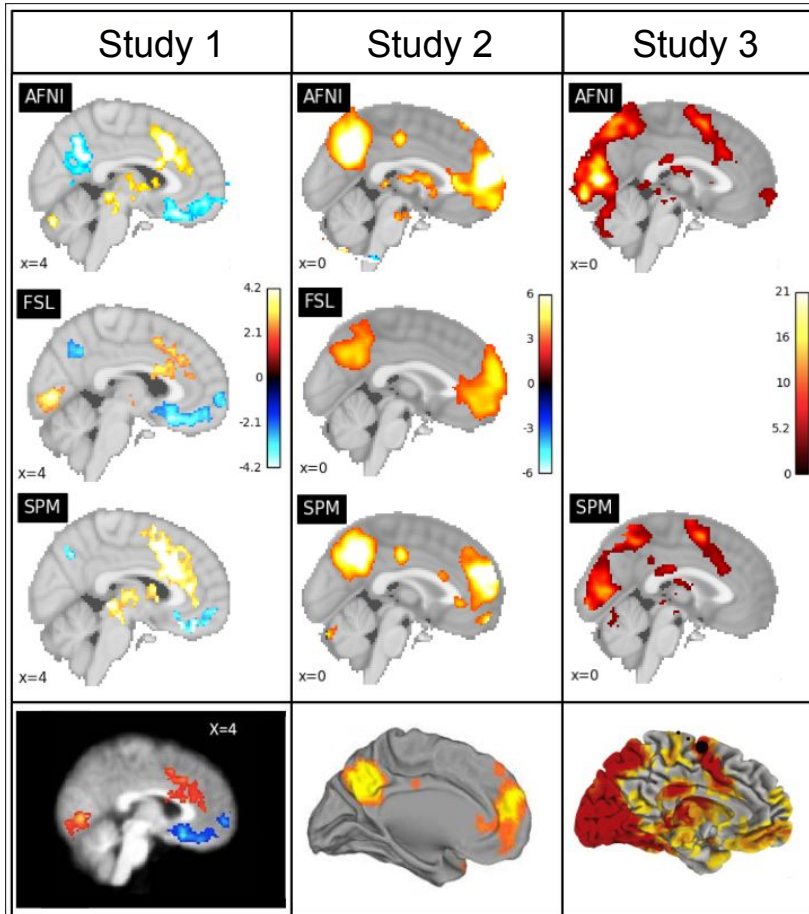 Study 1 Study 2 Study 3
AFNI AFNI AFNI
x=4 x=0 x=0
FSL FSL
4.2
2.1
0
-2.1
-4.2
6
3
0
-3
-6
21
16
10
5.2
0
x=4 x=0
SPM SPM SPM
x=4 x=0 x=0
X=4